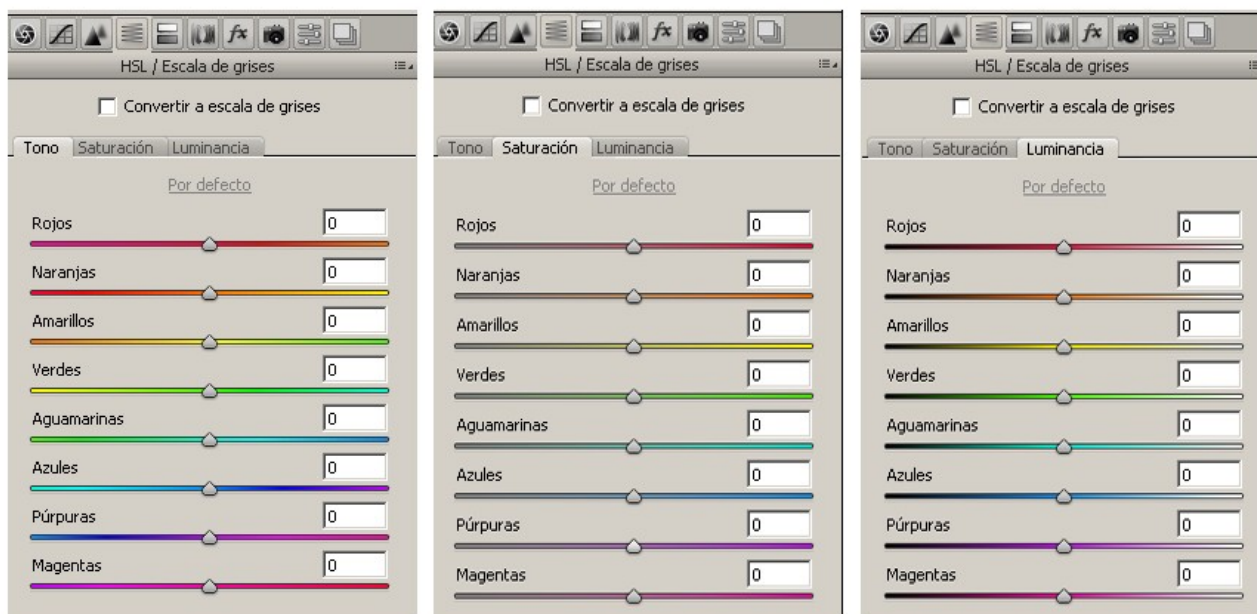 HSL / Escala de grises
Convertir a escala de grises
Tono Saturación Luminancia
Por defecto
Rojos 0
Naranjas 0
Amarillos 0
Verdes 0
Aguamarinas 0
Azules 0
Púrpuras 0
Magentas 0
HSL / Escala de grises
Convertir a escala de grises
Tono Saturación Luminancia
Por defecto
Rojos 0
Naranjas 0
Amarillos 0
Verdes 0
Aguamarinas 0
Azules 0
Púrpuras 0
Magentas 0
HSL / Escala de grises
Convertir a escala de grises
Tono Saturación Luminancia
Por defecto
Rojos 0
Naranjas 0
Amarillos 0
Verdes 0
Aguamarinas 0
Azules 0
Púrpuras 0
Magentas 0